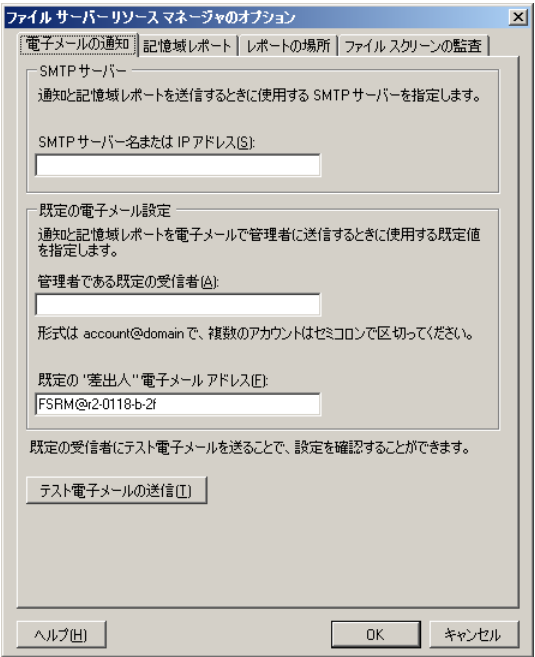 ファイル サーバー リソース マネージャのオプション
電子メールの通知 記憶域レポート レポートの場所 ファイル スクリーンの監査
SMTP サーバー
通知と記憶域レポートを送信するときに使用する SMTP サーバーを指定します。
SMTP サーバー名または IP アドレス(S):
既定の電子メール設定
通知と記憶域レポートを電子メールで管理者に送信するときに使用する既定値
を指定します。
管理者である既定の受信者(A):
形式は account@domain で、複数のアカウントはセミコロンで区切ってください。
既定の "差出人" 電子メール アドレス(F):
FSRM@r2-0118-b-2f
既定の受信者にテスト電子メールを送ることで、設定を確認することができます。
テスト電子メールの送信(T)
ヘルプ(H) OK キャンセル